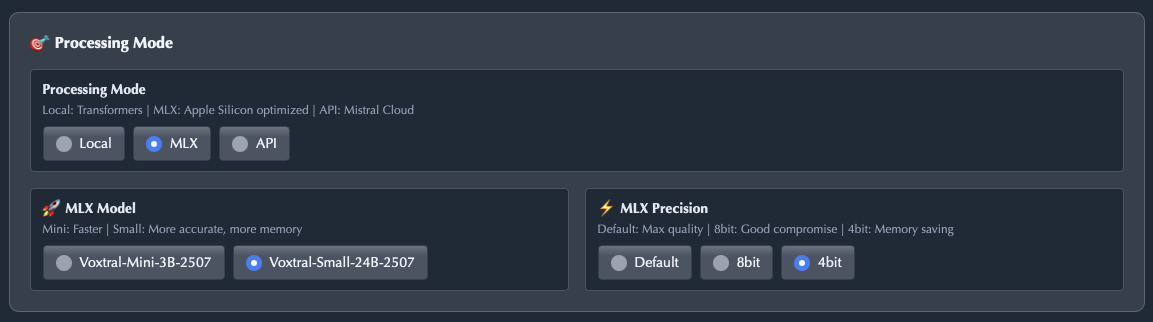 🎯 Processing Mode
Processing Mode
Local: Transformers | MLX: Apple Silicon optimized | API: Mistral Cloud
Local MLX API
🚀 MLX Model
Mini: Faster | Small: More accurate, more memory
Voxtral-Mini-3B-2507 Voxtral-Small-24B-2507
⚡ MLX Precision
Default: Max quality | 8bit: Good compromise | 4bit: Memory saving
Default 8bit 4bit